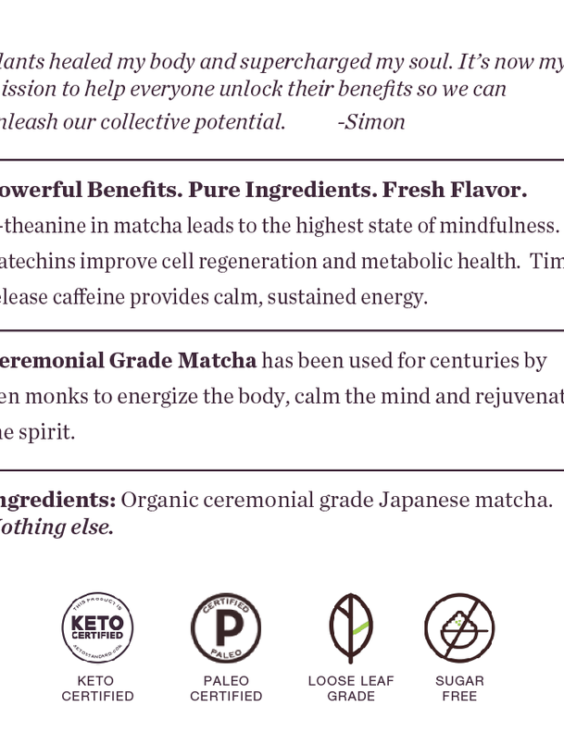 lants healed my body and supercharged my soul. It's now my
ission to help everyone unlock their benefits so we can
nleash our collective potential. -Simon
owerful Benefits. Pure Ingredients. Fresh Flavor.
-theanine in matcha leads to the highest state of mindfulness.
atechins improve cell regeneration and metabolic health. Tim
elease caffeine provides calm, sustained energy.
eremonial Grade Matcha has been used for centuries by
en monks to energize the body, calm the mind and rejuvenat
he spirit.
ngredients: Organic ceremonial grade Japanese matcha.
othing else.
THIS PRODUCT IS
KETO
CERTIFIED
KETOSTANDARD.COM
CERTIFIED
P
PALEO
KETO
CERTIFIED
PALEO
CERTIFIED
LOOSE LEAF
GRADE
SUGAR
FREE